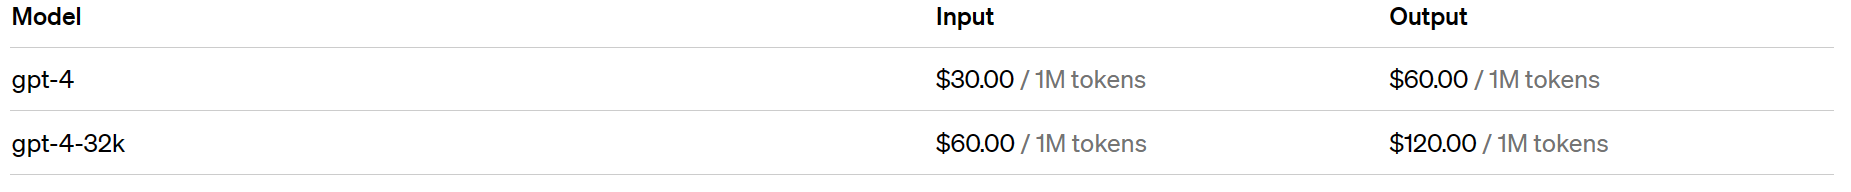 Model Input Output
gpt-4 $30.00 / 1M tokens $60.00 / 1M tokens
gpt-4-32k $60.00 / 1M tokens $120.00 / 1M tokens